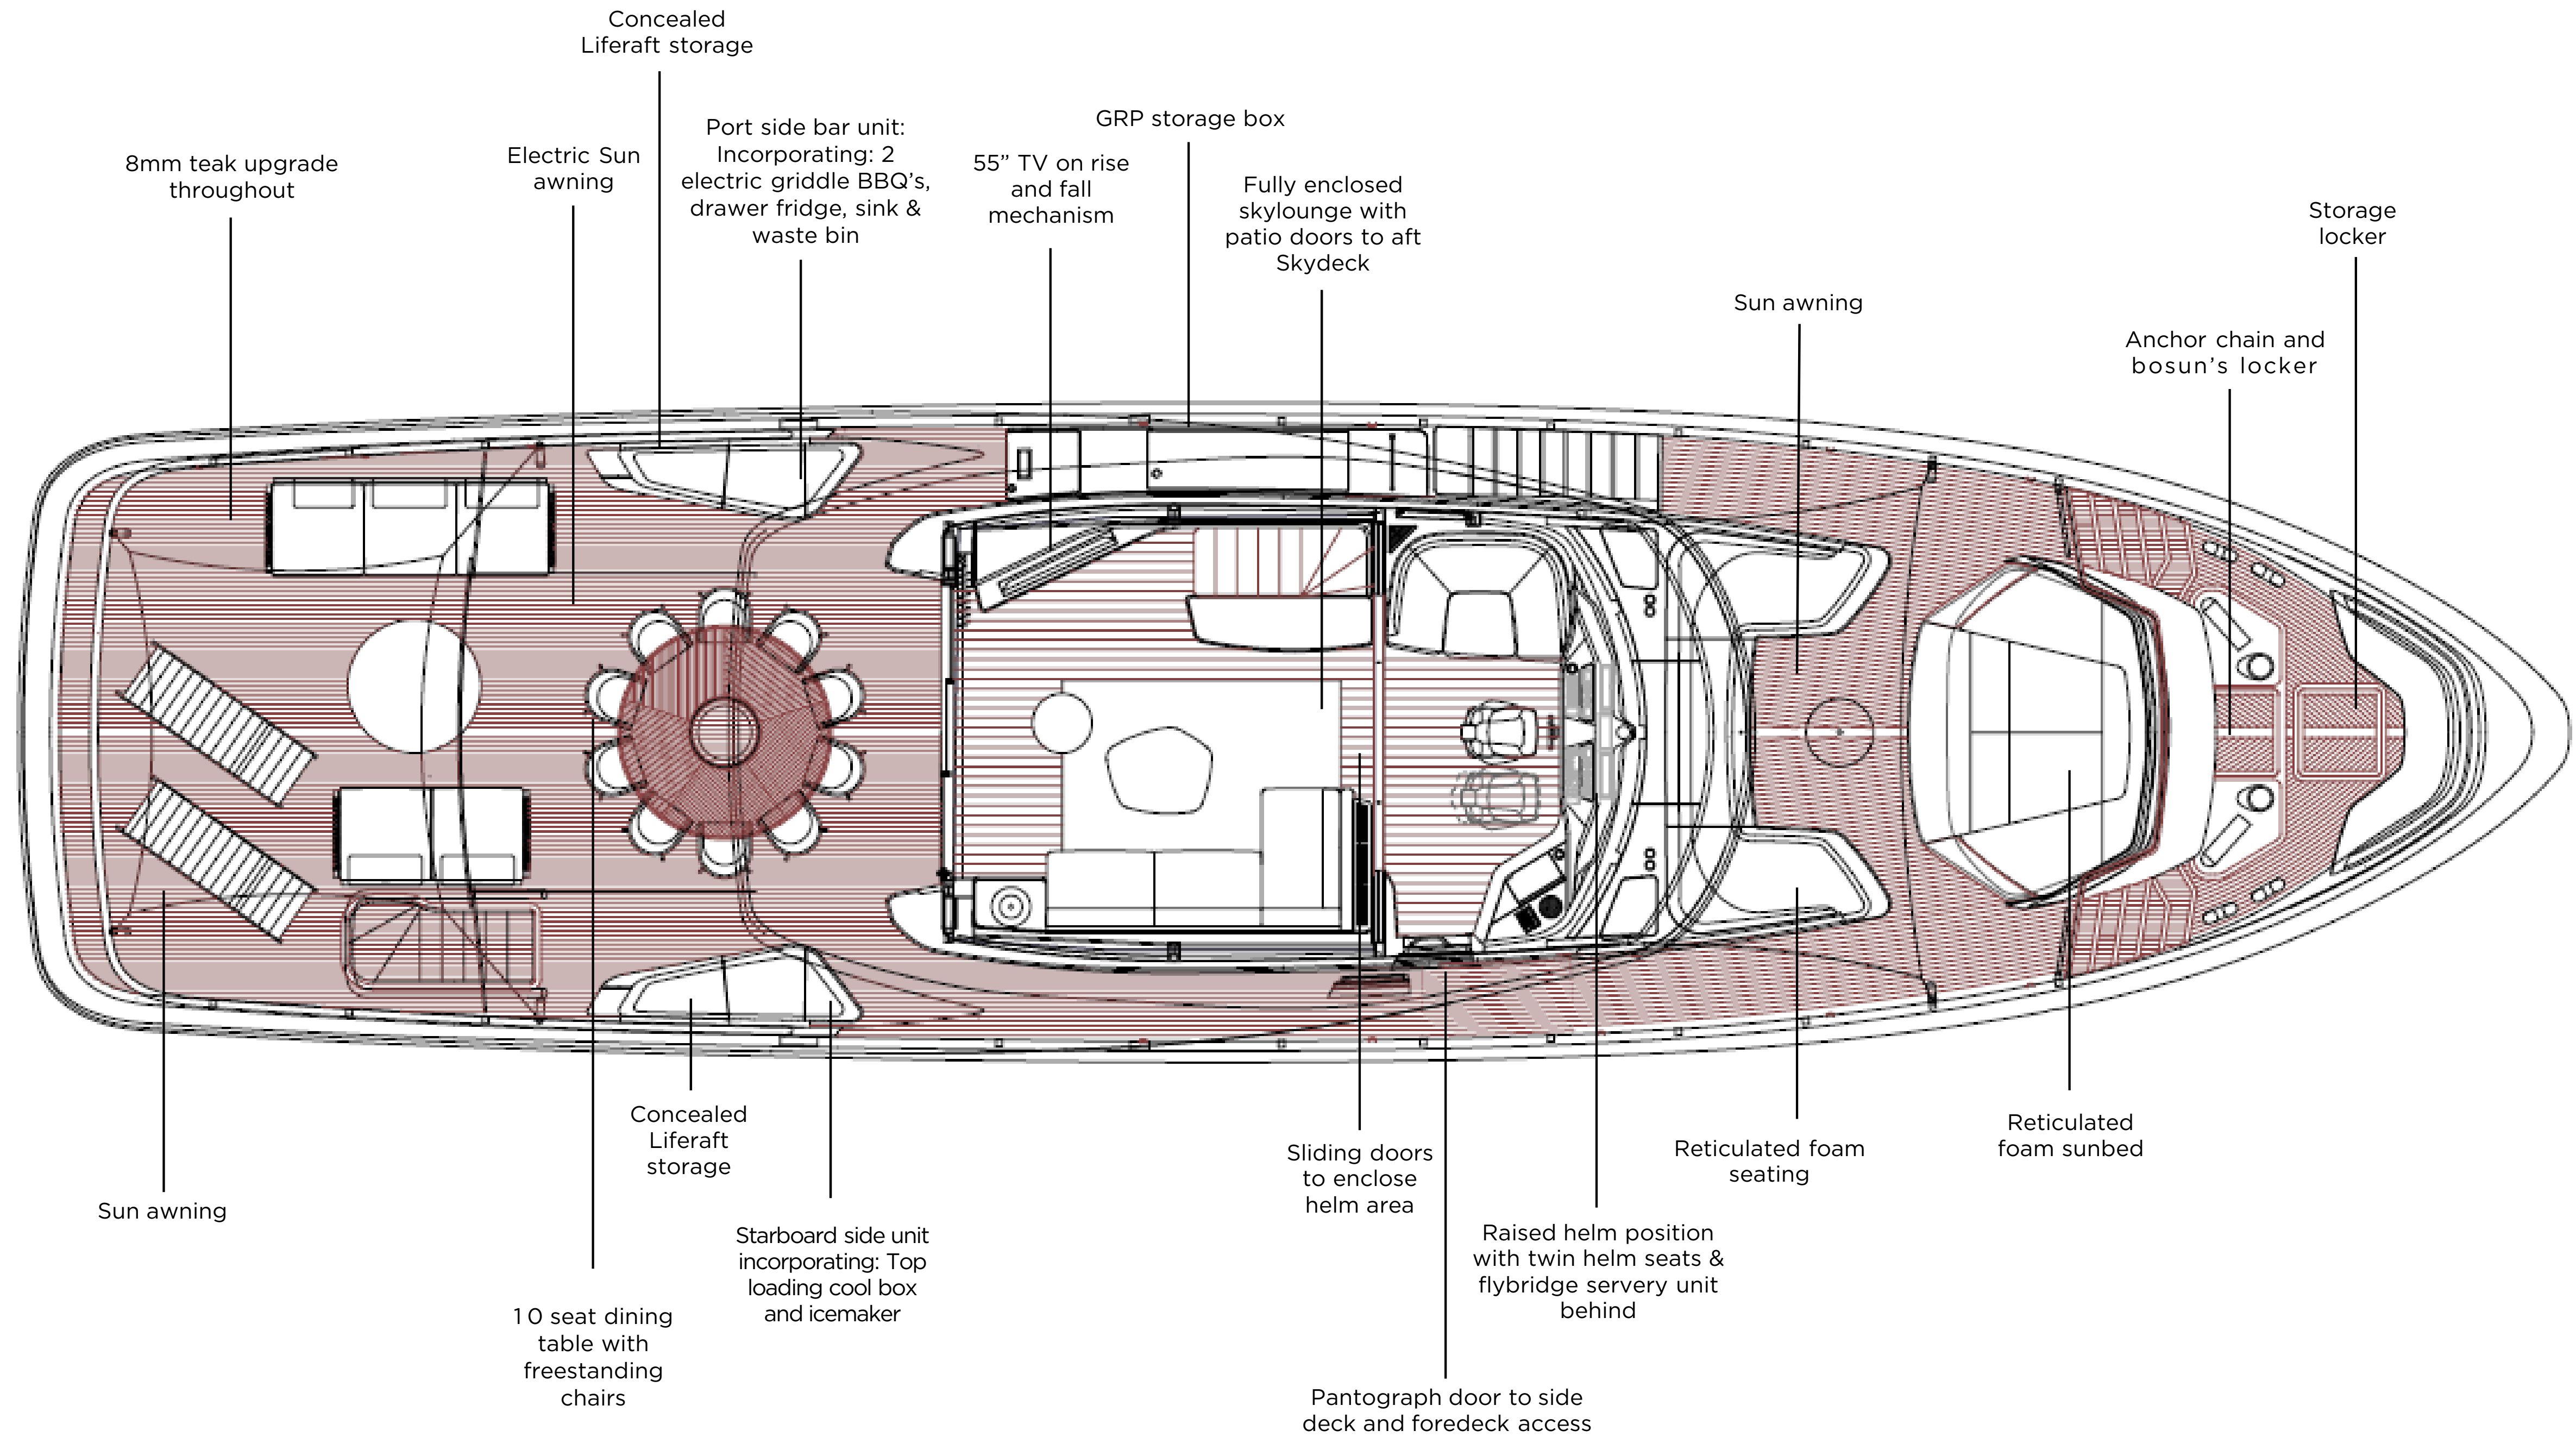 Concealed
Liferaft storage
GRP storage box
Port side bar unit:
Incorporating: 2
electric griddle BBQ's,
drawer fridge, sink &
waste bin
8mm teak upgrade
throughout
Electric Sun
awning
55” TV on rise
and fall
mechanism
Fully enclosed
skylounge with
patio doors to aft
Skydeck
Storage
locker
Sun awning
Anchor chain and
bosun’s locker
Concealed
Liferaft
storage
Reticulated
foam sunbed
Sliding doors
to enclose
helm area
Reticulated foam
seating
Sun awning
Starboard side unit
incorporating: Top
loading cool box
and icemaker
Raised helm position
with twin helm seats &
flybridge servery unit
behind
10 seat dining
table with
freestanding
chairs
Pantograph door to side
deck and foredeck access